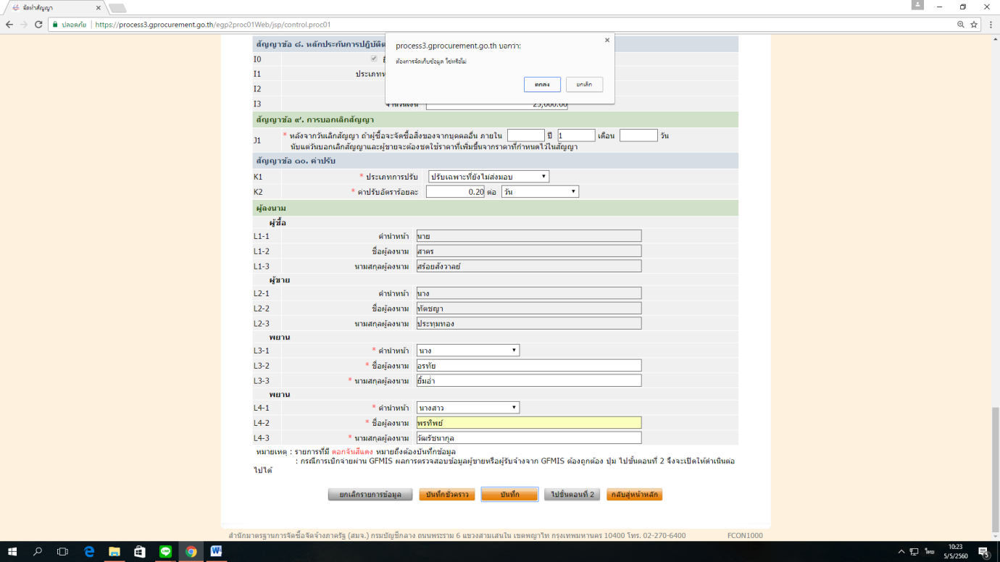 จัดทำสัญญา
ปลอดภัย https://process3.gprocurement.go.th/egp2proc01Web/jsp/control.proc01
process3.gprocurement.go.th บอกว่า:
ต้องการจัดเก็บข้อมูล ใช่หรือไม่
ตกลง ยกเลิก
สัญญาข้อ ๘. หลักประกันการปฏิบัติ
I0
I1
I2
I3 จำนวนเงิน 25,000.00
สัญญาข้อ ๙. การบอกเลิกสัญญา
J1 * หลังจากวันเลิกสัญญา ถ้าผู้ซื้อจะจัดซื้อสิ่งของจากบุคคลอื่น ภายใน ปี 1 เดือน วัน
นับแต่วันบอกเลิกสัญญาและผู้ขายจะต้องชดใช้ราคาที่เพิ่มขึ้นจากราคาที่กำหนดไว้ในสัญญา
สัญญาข้อ ๑๐. ค่าปรับ
K1 * ประเภทการปรับ ปรับเฉพาะที่ยังไม่ส่งมอบ
K2 * ค่าปรับอัตราร้อยละ 0.20 ต่อ วัน
ผู้ลงนาม
ผู้ซื้อ
L1-1 คำนำหน้า นาย
L1-2 ชื่อผู้ลงนาม สาคร
L1-3 นามสกุลผู้ลงนาม สร้อยสังวาลย์
ผู้ขาย
L2-1 คำนำหน้า นาง
L2-2 ชื่อผู้ลงนาม ทัตชญา
L2-3 นามสกุลผู้ลงนาม ประทุมทอง
พยาน
L3-1 * คำนำหน้า นาง
L3-2 * ชื่อผู้ลงนาม อรทัย
L3-3 * นามสกุลผู้ลงนาม ยิ้มฉ่ำ
พยาน
L4-1 * คำนำหน้า นางสาว
L4-2 * ชื่อผู้ลงนาม พรทิพย์
L4-3 * นามสกุลผู้ลงนาม วัฒรัชนากุล
หมายเหตุ : รายการที่มี ดอกจันสีแดง หมายถึงต้องบันทึกข้อมูล
: กรณีการเบิกจ่ายผ่าน GFMIS ผลการตรวจสอบข้อมูลผู้ขายหรือผู้รับจ้างจาก GFMIS ต้องถูกต้อง ปุ่ม ไปขั้นตอนที่ 2 จึงจะเปิดให้ดำเนินต่อ
ไปได้
ยกเลิกรายการข้อมูล บันทึกชั่วคราว บันทึก ไปขั้นตอนที่ 2 กลับสู่หน้าหลัก
สำนักมาตรฐานการจัดซื้อจัดจ้างภาครัฐ (สมจ.) กรมบัญชีกลาง ถนนพระราม 6 แขวงสามเสนใน เขตพญาไท กรุงเทพมหานคร 10400 โทร. 02-270-6400 FCON1000
ไทย 10:23
5/5/2560 5